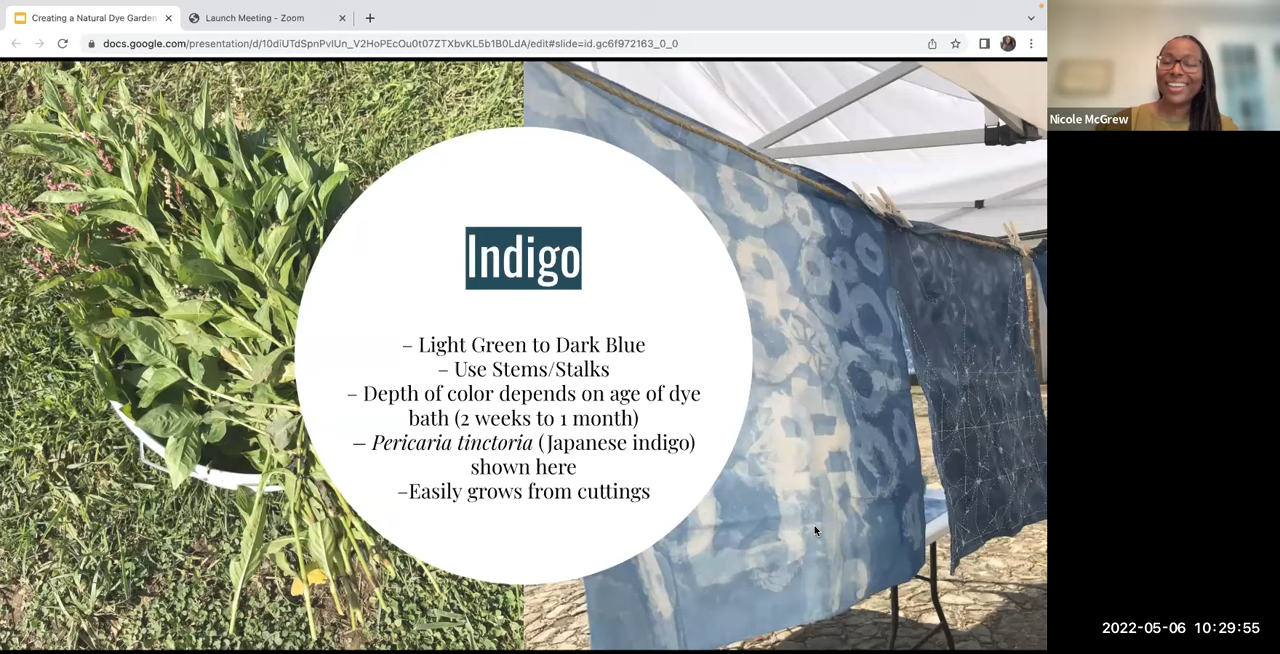 Creating a Natural Dye Garden
Launch Meeting - Zoom
docs.google.com/presentation/d/10diUTdSpnPvIUn_V2HoPEcOu0t07ZTXbvKL5b1B0LdA/edit#slide=id.gc6f972163_0_0
Nicole McGrew
Indigo
– Light Green to Dark Blue
– Use Stems/Stalks
– Depth of color depends on age of dye
bath (2 weeks to 1 month)
– Pericaria tinctoria (Japanese indigo)
shown here
–Easily grows from cuttings
2022-05-06 10:29:55